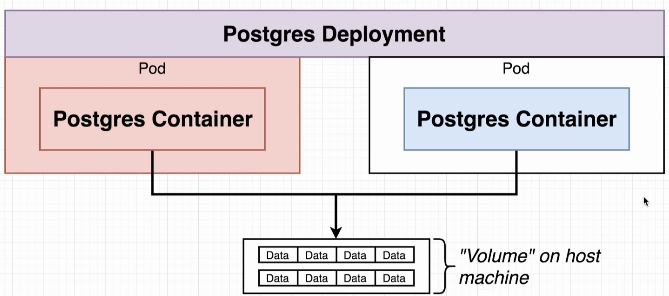 Postgres Deployment
Pod
Pod
Postgres Container
Postgres Container
Data Data Data Data
Data Data Data Data
"Volume" on host
machine